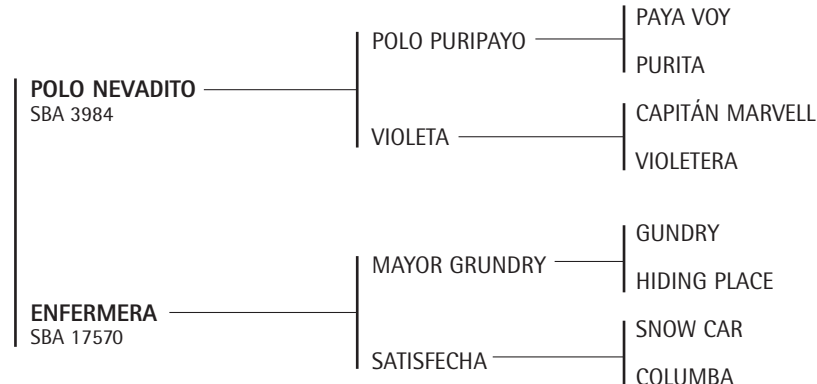 PAYA VOY
POLO PURIPAYO
PURITA
POLO NEVADITO
SBA 3984
CAPITÁN MARVELL
VIOLETA
VIOLETERA
GUNDRY
MAYOR GRUNDRY
HIDING PLACE
ENFERMERA
SBA 17570
SNOW CAR
SATISFECHA
COLUMBA